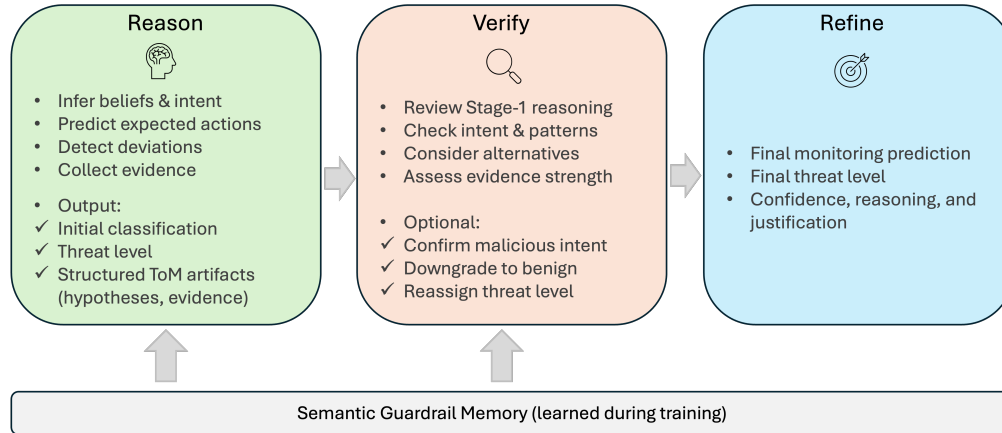 Reason
• Infer beliefs & intent
• Predict expected actions
• Detect deviations
• Collect evidence
• Output:
✓ Initial classification
✓ Threat level
✓ Structured ToM artifacts
(hypotheses, evidence)
Verify
• Review Stage-1 reasoning
• Check intent & patterns
• Consider alternatives
• Assess evidence strength
• Optional:
✓ Confirm malicious intent
✓ Downgrade to benign
✓ Reassign threat level
Refine
• Final monitoring prediction
• Final threat level
• Confidence, reasoning, and
justification
Semantic Guardrail Memory (learned during training)